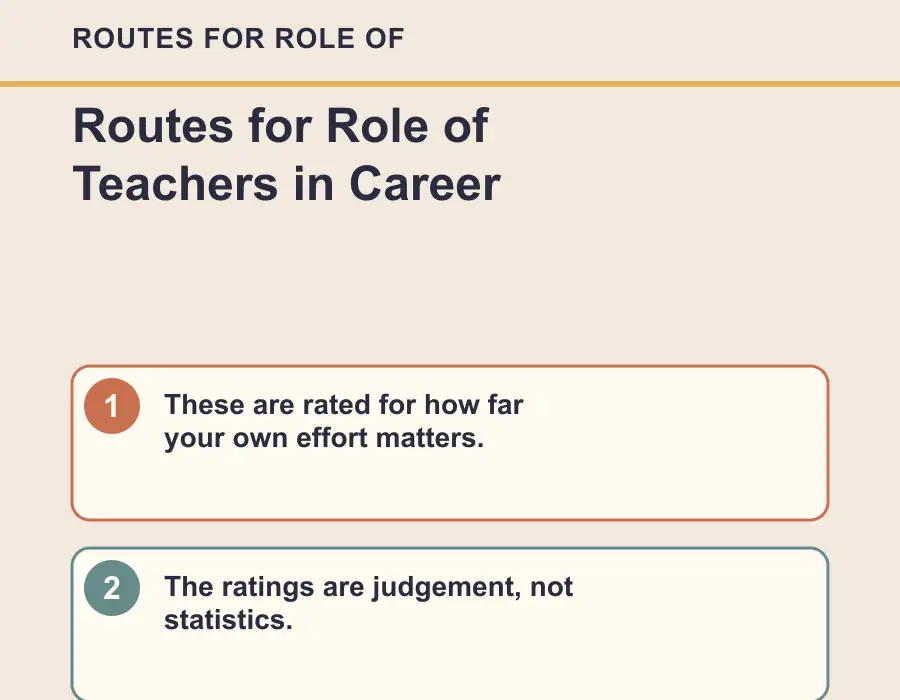 ROUTES FOR ROLE OF
Routes for Role of
Teachers in Career
1
These are rated for how far
your own effort matters.
2
The ratings are judgement, not
statistics.